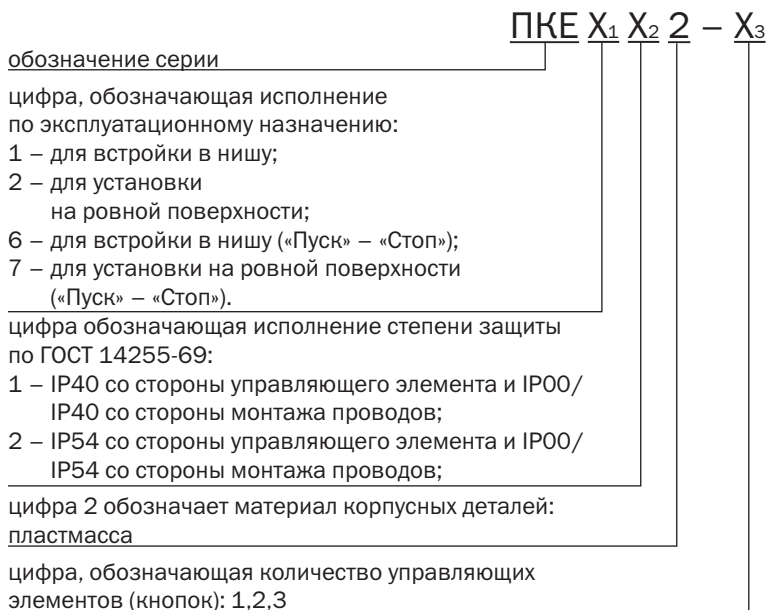 ПКЕ Х1 Х2 2 – Х3
обозначение серии
цифра, обозначающая исполнение
по эксплуатационному назначению:
1 – для встройки в нишу;
2 – для установки
на ровной поверхности;
6 – для встройки в нишу («Пуск» – «Стоп»);
7 – для установки на ровной поверхности
(«Пуск» – «Стоп»).
цифра обозначающая исполнение степени защиты
по ГОСТ 14255-69:
1 – IP40 со стороны управляющего элемента и IP00/
IP40 со стороны монтажа проводов;
2 – IP54 со стороны управляющего элемента и IP00/
IP54 со стороны монтажа проводов;
цифра 2 обозначает материал корпусных деталей:
пластмасса
цифра, обозначающая количество управляющих
элементов (кнопок): 1,2,3